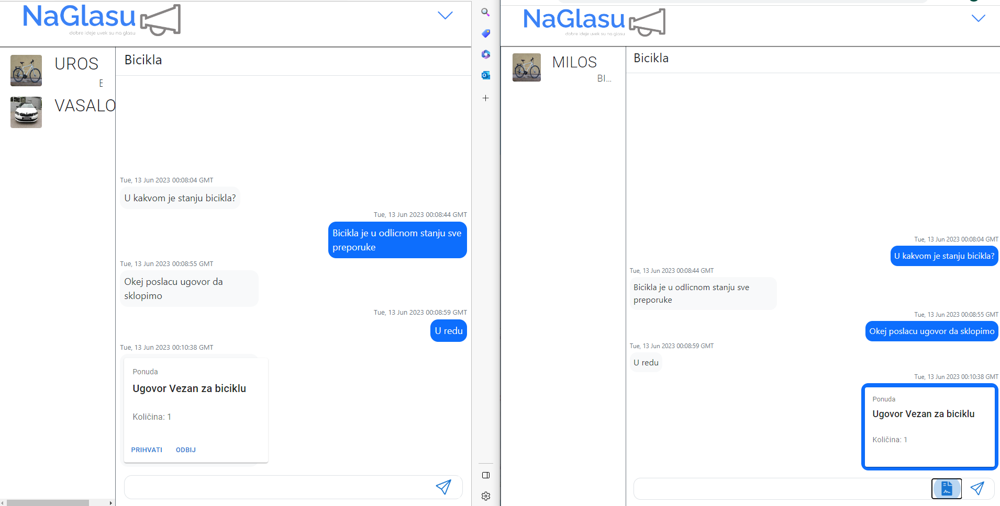 NaGlasu
dobre ideje uvek su na glasu
UROS
VASALO
Bicikla
Tue, 13 Jun 2023 00:08:04 GMT
U kakvom je stanju bicikla?
Tue, 13 Jun 2023 00:08:44 GMT
Bicikla je u odlicnom stanju sve
preporuke
Tue, 13 Jun 2023 00:08:55 GMT
Okej poslacu ugovor da
sklopimo
Tue, 13 Jun 2023 00:08:59 GMT
U redu
Tue, 13 Jun 2023 00:10:38 GMT
Ponuda
Ugovor Vezan za biciklu
Količina: 1
PRIHVATI ODBIJ
NaGlasu
dobre ideje uvek su na glasu
MILOS
BI...
Bicikla
Tue, 13 Jun 2023 00:08:04 GMT
U kakvom je stanju bicikla?
Tue, 13 Jun 2023 00:08:44 GMT
Bicikla je u odlicnom stanju sve
preporuke
Tue, 13 Jun 2023 00:08:55 GMT
Okej poslacu ugovor da sklopimo
Tue, 13 Jun 2023 00:08:59 GMT
U redu
Tue, 13 Jun 2023 00:10:38 GMT
Ponuda
Ugovor Vezan za biciklu
Količina: 1